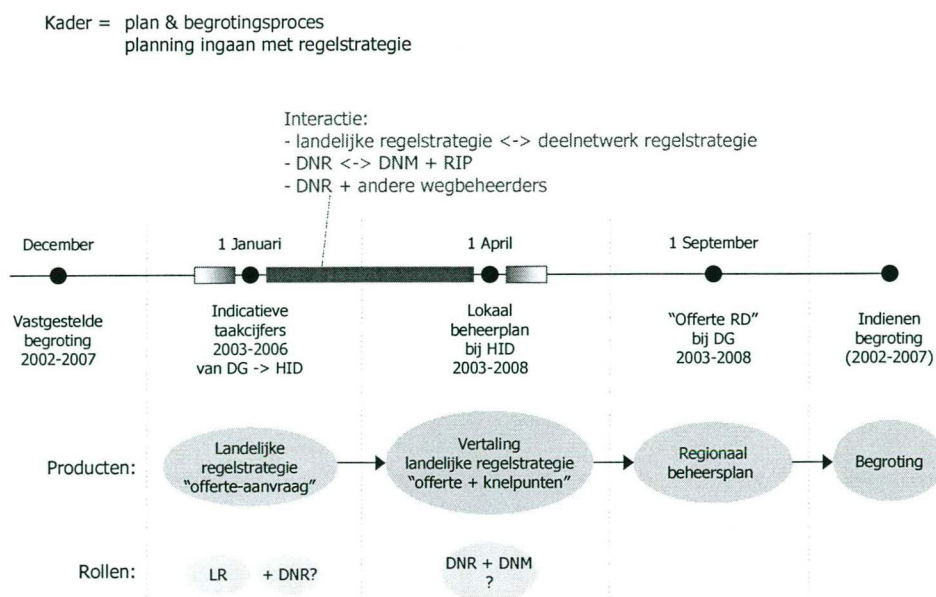 Kader = plan & begrotingsproces
planning ingaan met regelstrategie
Interactie:
- landelijke regelstrategie <-> deelnetwerk regelstrategie
- DNR <-> DNM + RIP
- DNR + andere wegbeheerders
December
1 Januari
1 April
1 September
Vastgestelde
begroting
2002-2007
Indicatieve
taakcijfers
2003-2006
van DG -> HID
Lokaal
beheerplan
bij HID
2003-2008
"Offerte RD"
bij DG
2003-2008
Indienen
begroting
(2002-2007)
Producten:
Landelijke
regelstrategie
"offerte-aanvraag"
Vertaling
landelijke regelstrategie
"offerte + knelpunten"
Regionaal
beheersplan
Begroting
Rollen:
LR + DNR?
DNR + DNM
?